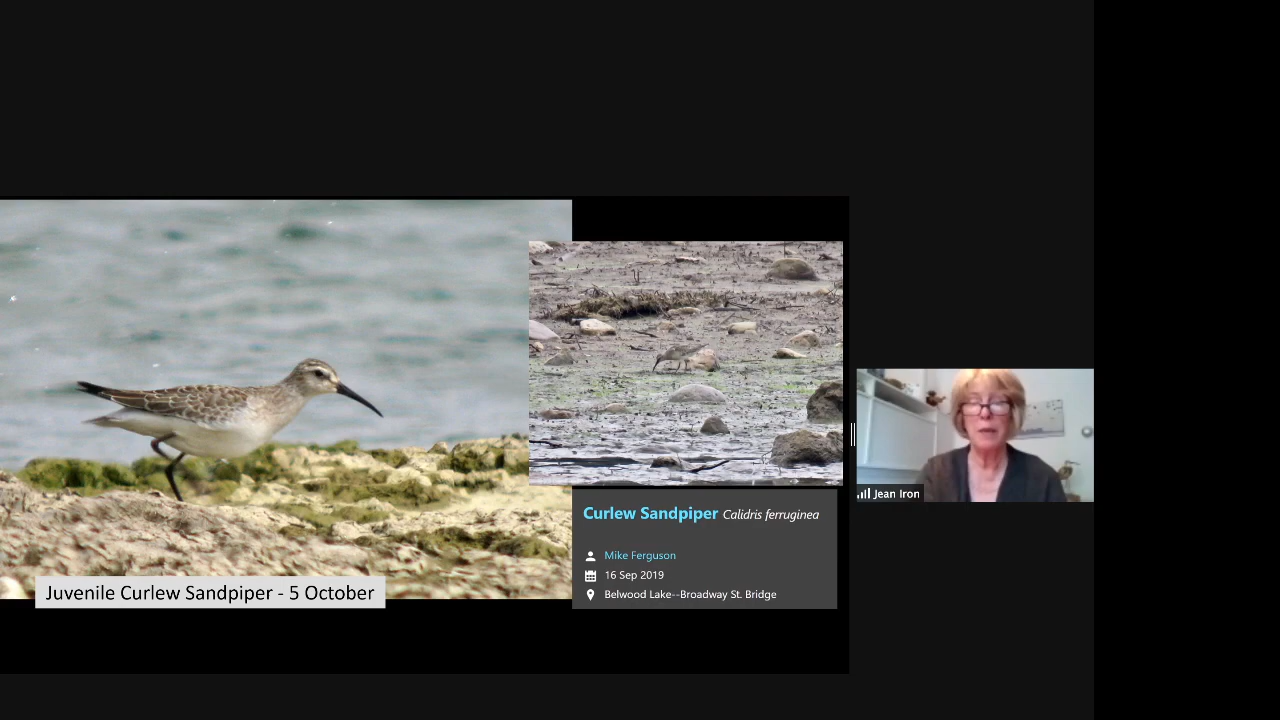 Juvenile Curlew Sandpiper - 5 October
Curlew Sandpiper Calidris ferruginea
Mike Ferguson
16 Sep 2019
Belwood Lake--Broadway St. Bridge
Jean Iron